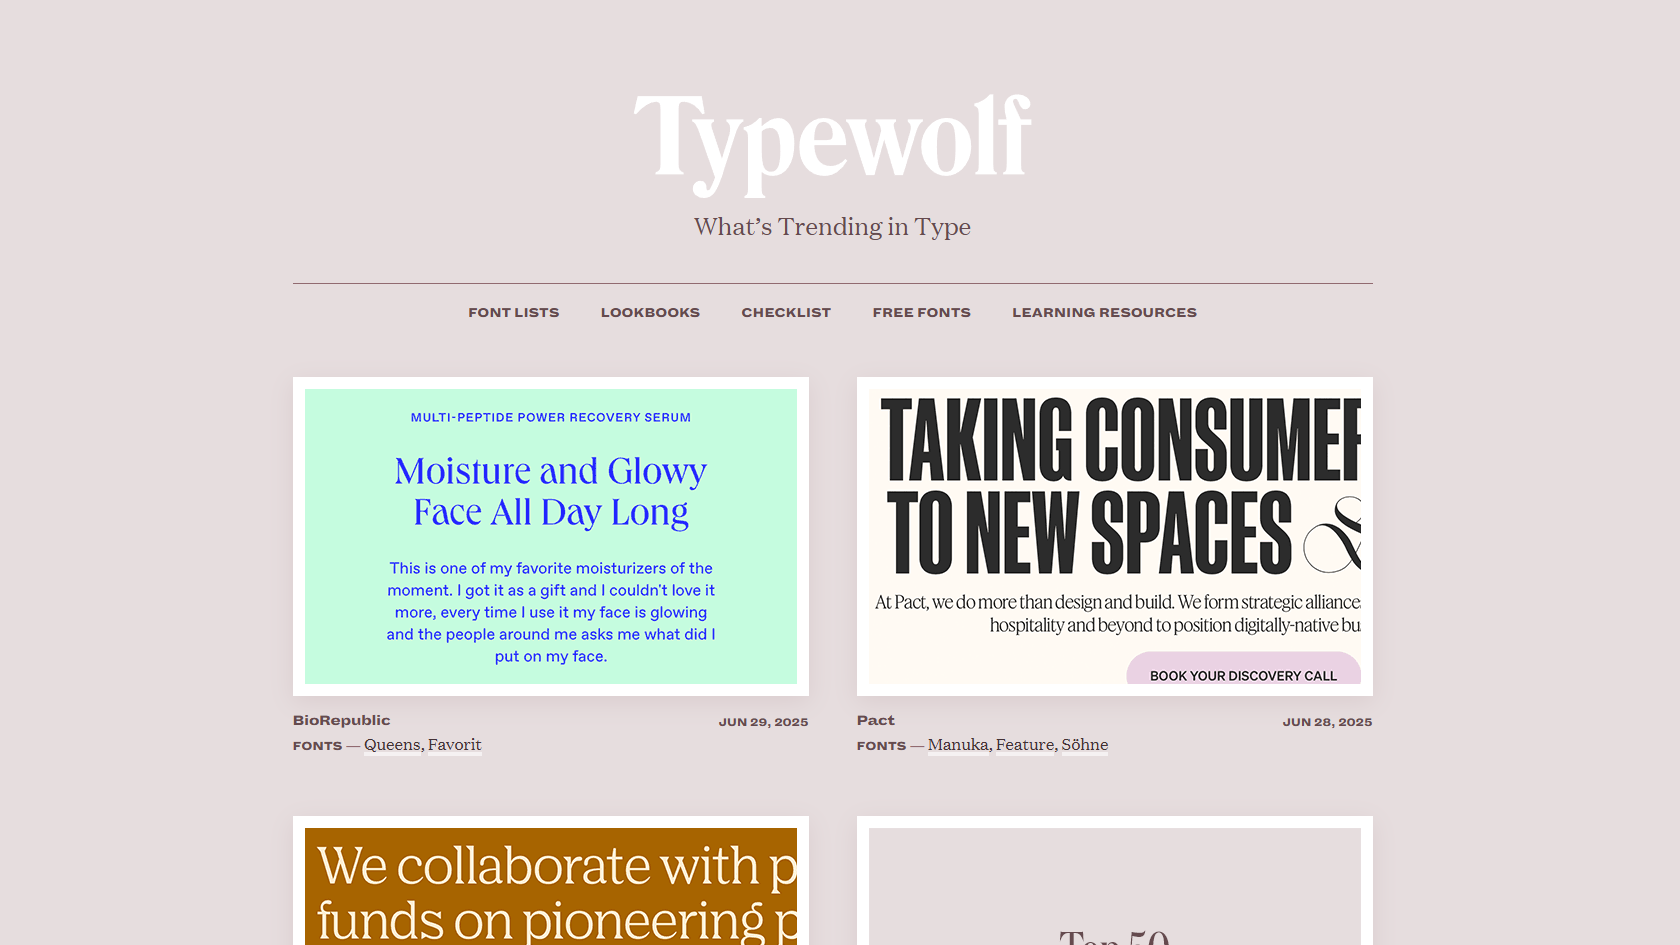 Typewolf
What’s Trending in Type
FONT LISTS LOOKBOOKS CHECKLIST FREE FONTS LEARNING RESOURCES
MULTI-PEPTIDE POWER RECOVERY SERUM
Moisture and Glowy
Face All Day Long
This is one of my favorite moisturizers of the
moment. I got it as a gift and I couldn't love it
more, every time I use it my face is glowing
and the people around me asks me what did I
put on my face.
BioRepublic
JUN 29, 2025
FONTS — Queens, Favorit
TAKING CONSUMER
TO NEW SPACES &
At Pact, we do more than design and build. We form strategic alliance
hospitality and beyond to position digitally-native bu
BOOK YOUR DISCOVERY CALL
Pact
JUN 28, 2025
FONTS — Manuka, Feature, Söhne
We collaborate with p
funds on pioneering p
Top 50